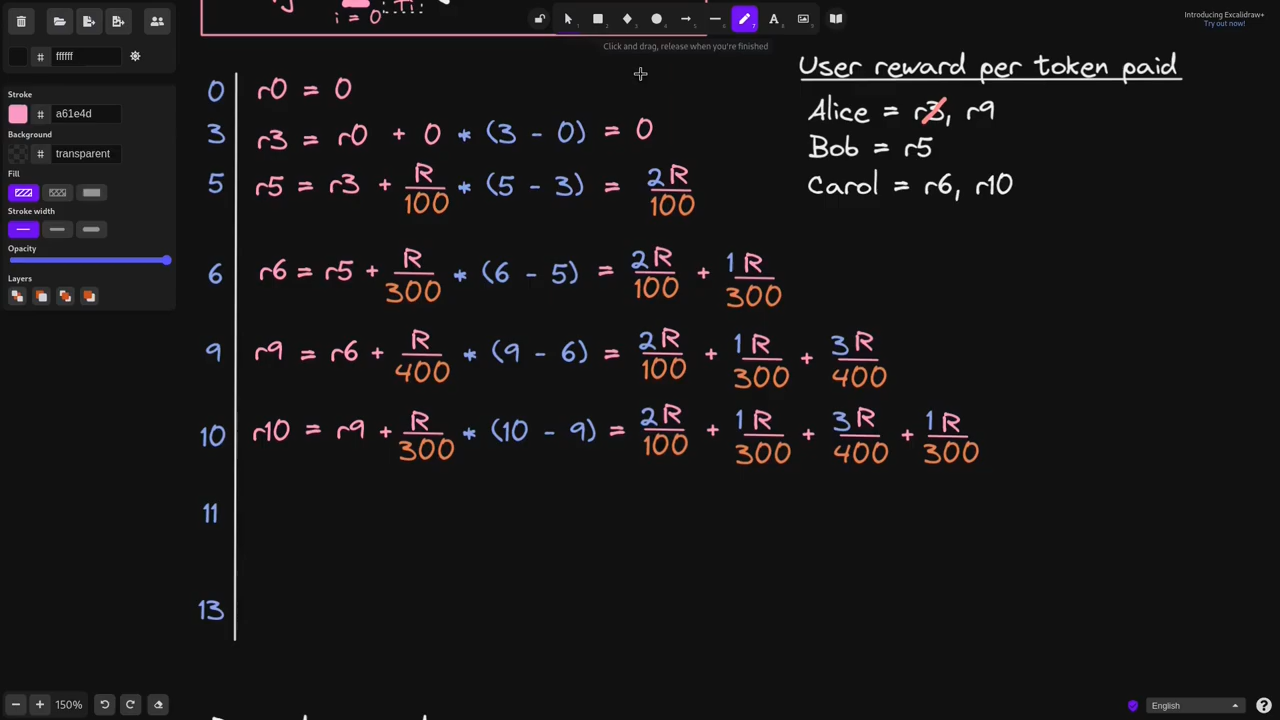 i = 0
Click and drag, release when you're finished
Introducing Excalidraw+
Try out now!
# ffffff
Stroke
# a61e4d
Background
# transparent
Fill
Stroke width
Opacity
Layers
User reward per token paid
Alice = r3, r9
Bob = r5
Carol = r6, r10
0 r0 = 0
3 r3 = r0 + 0 * (3 - 0) = 0
5 r5 = r3 + R/100 * (5 - 3) = 2R/100
6 r6 = r5 + R/300 * (6 - 5) = 2R/100 + 1R/300
9 r9 = r6 + R/400 * (9 - 6) = 2R/100 + 1R/300 + 3R/400
10 r10 = r9 + R/300 * (10 - 9) = 2R/100 + 1R/300 + 3R/400 + 1R/300
11
13
150%
English